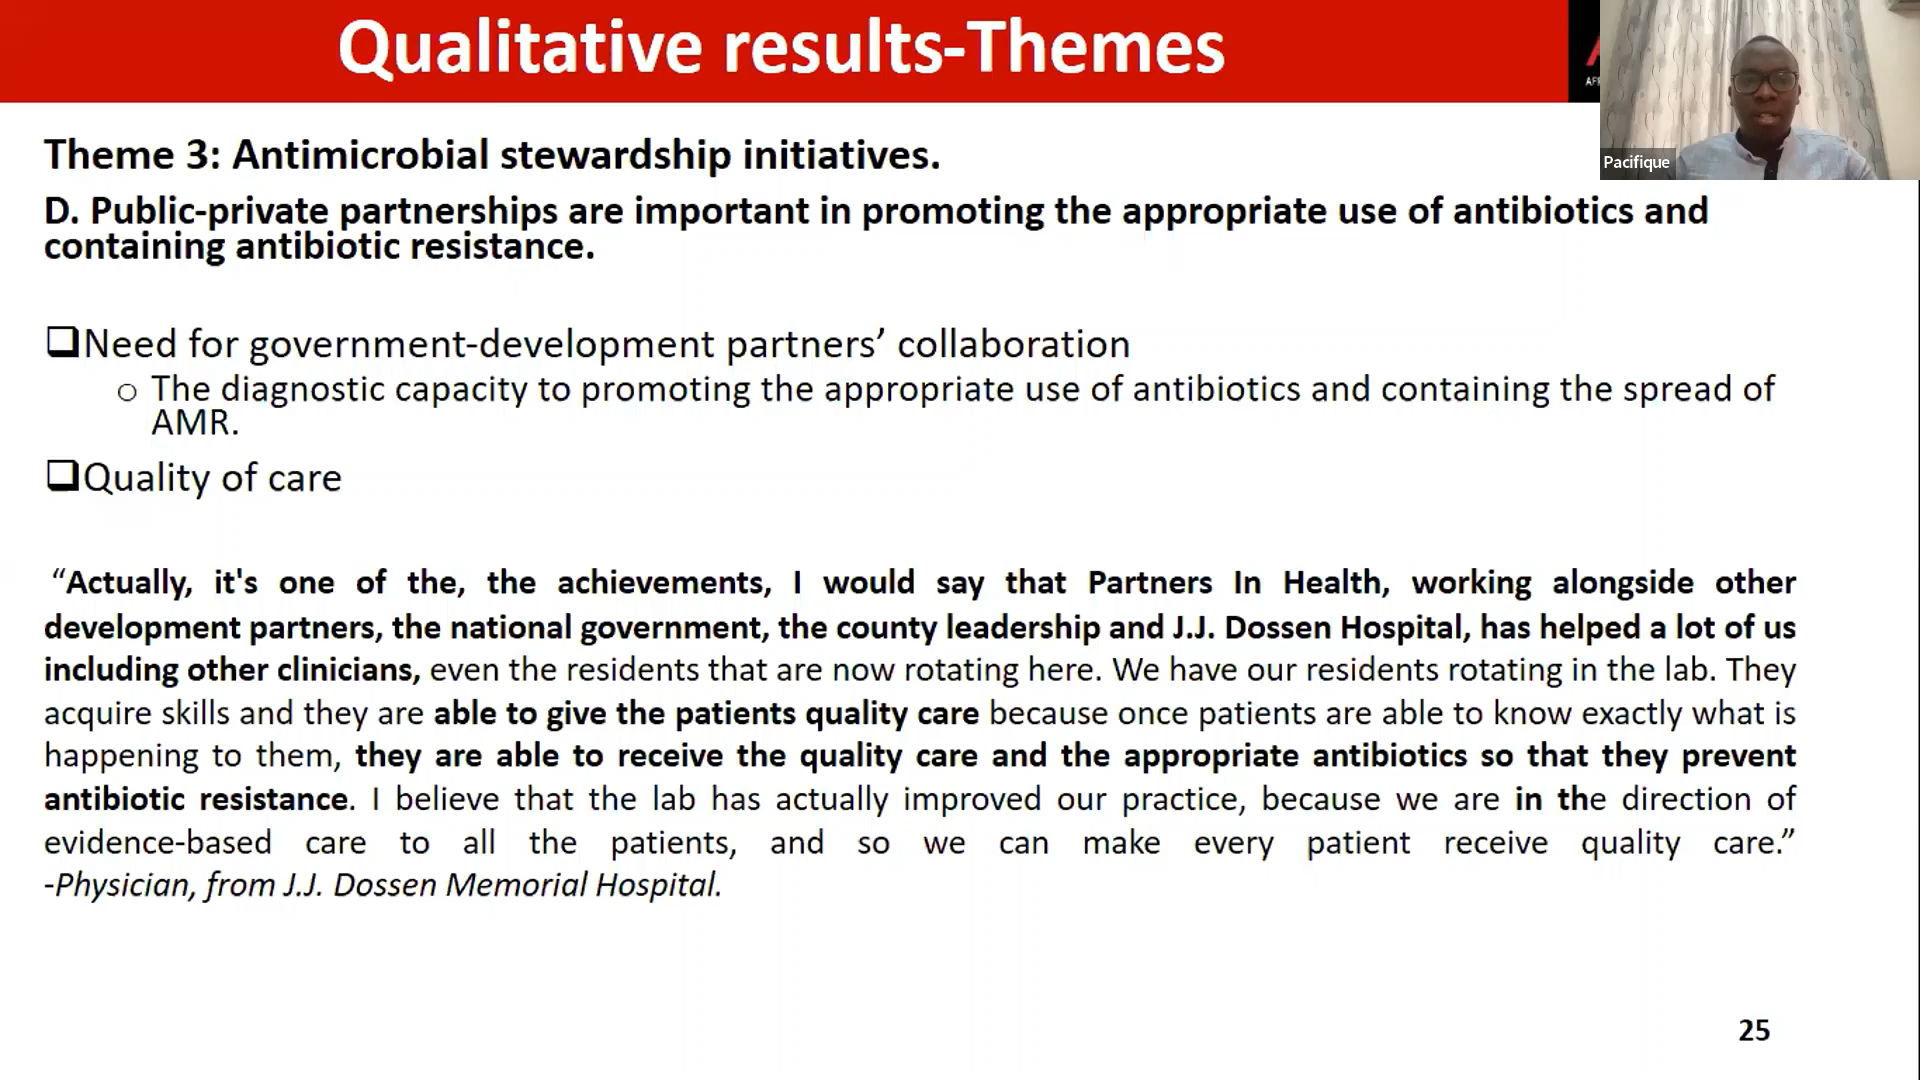 Qualitative results-Themes
AF
Pacifique
Theme 3: Antimicrobial stewardship initiatives.
D. Public-private partnerships are important in promoting the appropriate use of antibiotics and
containing antibiotic resistance.
Need for government-development partners’ collaboration
o The diagnostic capacity to promoting the appropriate use of antibiotics and containing the spread of
AMR.
Quality of care
“Actually, it's one of the, the achievements, I would say that Partners In Health, working alongside other
development partners, the national government, the county leadership and J.J. Dossen Hospital, has helped a lot of us
including other clinicians, even the residents that are now rotating here. We have our residents rotating in the lab. They
acquire skills and they are able to give the patients quality care because once patients are able to know exactly what is
happening to them, they are able to receive the quality care and the appropriate antibiotics so that they prevent
antibiotic resistance. I believe that the lab has actually improved our practice, because we are in the direction of
evidence-based care to all the patients, and so we can make every patient receive quality care.”
-Physician, from J.J. Dossen Memorial Hospital.
25